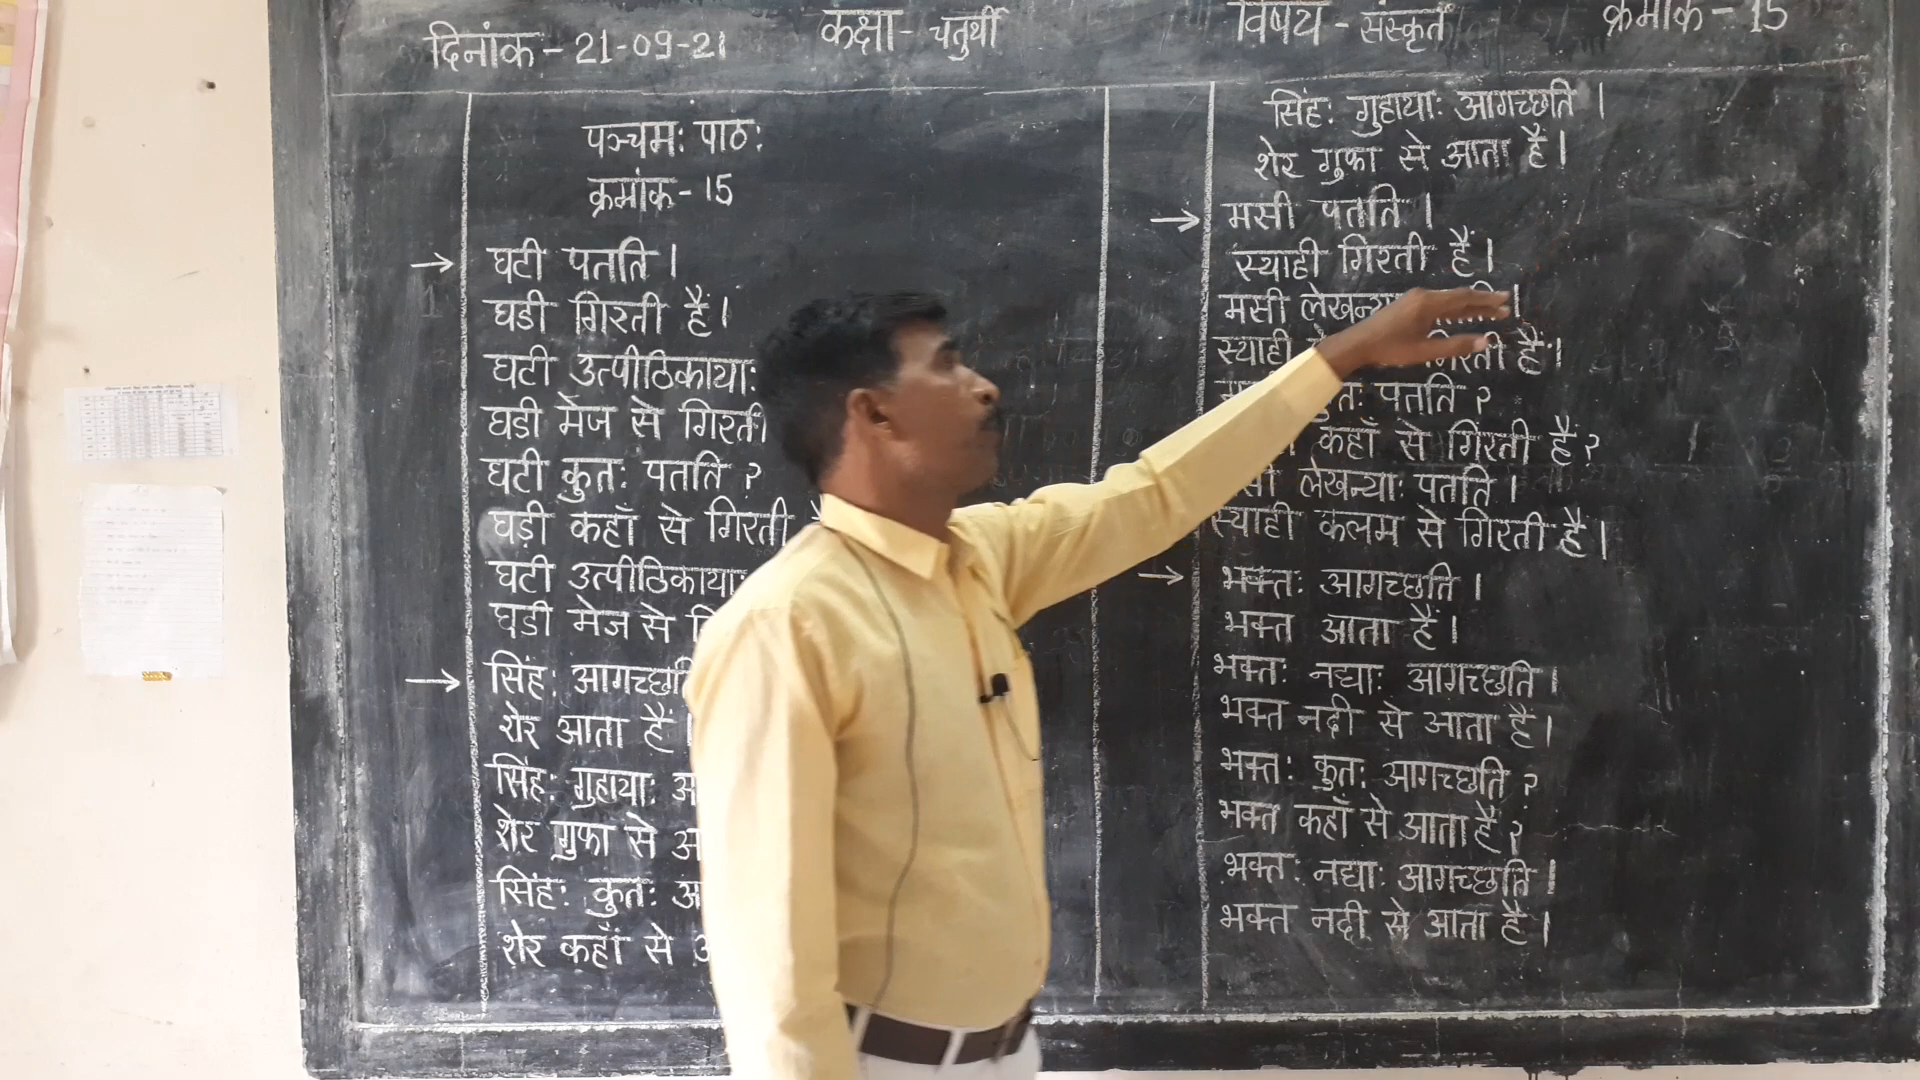 दिनांक - 21-09-21 कक्षा - चतुर्थी विषय - संस्कृत क्रमांक - 15
पञ्चमः पाठः
क्रमांक - 15
→ घटी पतति ।
घडी गिरती है ।
घटी उत्पीठिकायाः
घडी मेज से गिरती
घटी कुतः पतति ?
घड़ी कहाँ से गिरती
घटी उत्पीठिकायाः
घडी मेज से
→ सिंहः आगच्छति
शेर आता हैं ।
सिंहः गुहायाः
शेर गुफा से
सिंहः कुतः
शेर कहाँ से
सिंहः गुहायाः आगच्छति ।
शेर गुफा से आता है ।
→ मसी पतति ।
स्याही गिरती हैं ।
मसी
स्याही गिरती हैं ।
पतति ?
कहाँ से गिरती हैं ?
लेखन्याः पतति ।
स्याही कलम से गिरती है ।
→ भक्तः आगच्छति ।
भक्त आता हैं ।
भक्तः नद्याः आगच्छति ।
भक्त नदी से आता हैं ।
भक्तः कुतः आगच्छति ?
भक्त कहाँ से आता हैं ?
भक्तः नद्याः आगच्छति ।
भक्त नदी से आता है ।